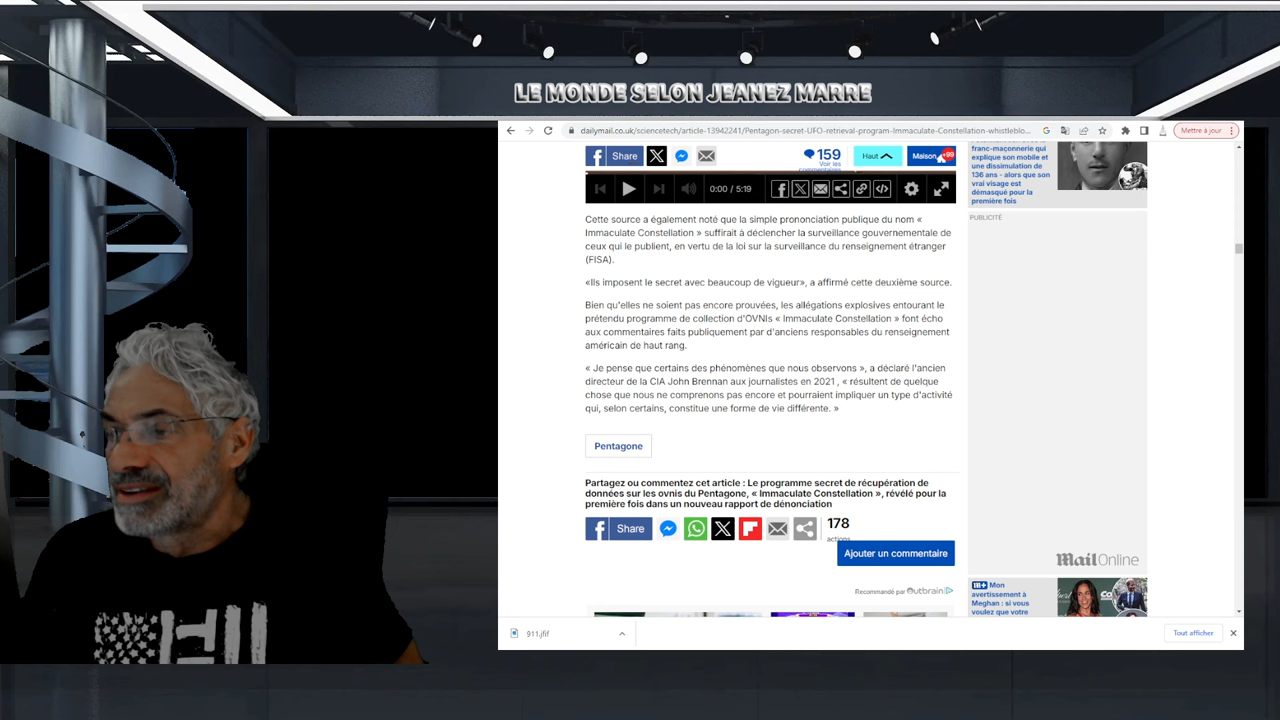 LE MONDE SELON JEANEZ MARRE
dailymail.co.uk/sciencetech/article-13942241/Pentagon-secret-UFO-retrieval-program-Immaculate-Constellation-whistleblo...
Mettre à jour
Share
159
Voir les
commentaires
Haut
Maison
+99
0:00 / 5:19
Cette source a également noté que la simple prononciation publique du nom «
Immaculate Constellation » suffirait à déclencher la surveillance gouvernementale de
ceux qui le publient, en vertu de la loi sur la surveillance du renseignement étranger
(FISA).
«Ils imposent le secret avec beaucoup de vigueur», a affirmé cette deuxième source.
Bien qu'elles ne soient pas encore prouvées, les allégations explosives entourant le
prétendu programme de collection d'OVNIs « Immaculate Constellation » font écho
aux commentaires faits publiquement par d'anciens responsables du renseignement
américain de haut rang.
« Je pense que certains des phénomènes que nous observons », a déclaré l'ancien
directeur de la CIA John Brennan aux journalistes en 2021, « résultent de quelque
chose que nous ne comprenons pas encore et pourraient impliquer un type d'activité
qui, selon certains, constitue une forme de vie différente. »
Pentagone
Partagez ou commentez cet article : Le programme secret de récupération de
données sur les ovnis du Pentagone, « Immaculate Constellation », révélé pour la
première fois dans un nouveau rapport de dénonciation
Share
178
actions
Ajouter un commentaire
Recommandé par Outbrain
franc-maçonnerie qui
explique son mobile et
une dissimulation de
136 ans - alors que son
vrai visage est
démasqué pour la
première fois
PUBLICITÉ
Mail Online
Mon
avertissement à
Meghan : si vous
voulez que votre
911.jfif
Tout afficher